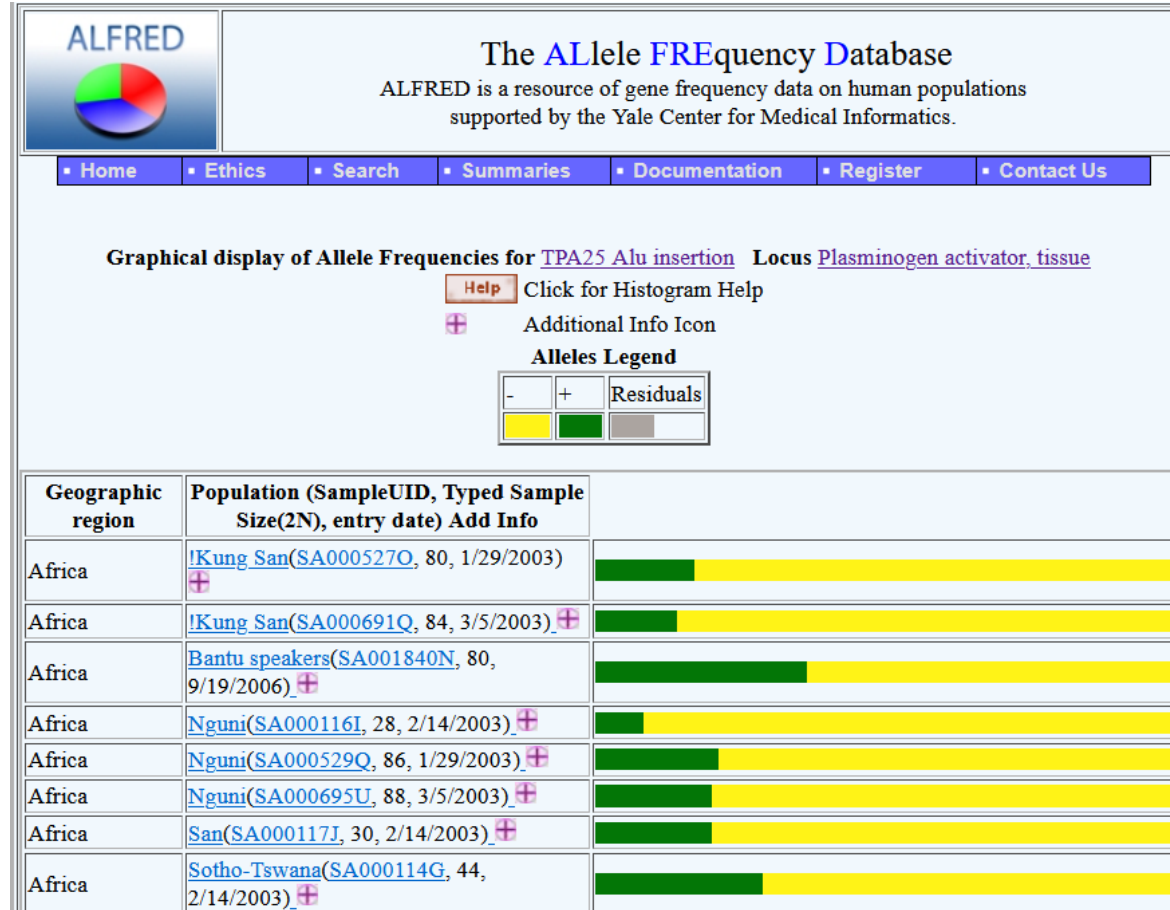 ALFRED
The ALlele FREquency Database
ALFRED is a resource of gene frequency data on human populations
supported by the Yale Center for Medical Informatics.
Home Ethics Search Summaries Documentation Register Contact Us
Graphical display of Allele Frequencies for TPA25 Alu insertion Locus Plasminogen activator, tissue
Help Click for Histogram Help
Additional Info Icon
Alleles Legend
- + Residuals
Geographic
region
Population (SampleUID, Typed Sample
Size(2N), entry date) Add Info
Africa
!Kung San(SA000527O, 80, 1/29/2003)
Africa
!Kung San(SA000691Q, 84, 3/5/2003)
Africa
Bantu speakers(SA001840N, 80,
9/19/2006)
Africa
Nguni(SA000116I, 28, 2/14/2003)
Africa
Nguni(SA000529Q, 86, 1/29/2003)
Africa
Nguni(SA000695U, 88, 3/5/2003)
Africa
San(SA000117J, 30, 2/14/2003)
Africa
Sotho-Tswana(SA000114G, 44,
2/14/2003)